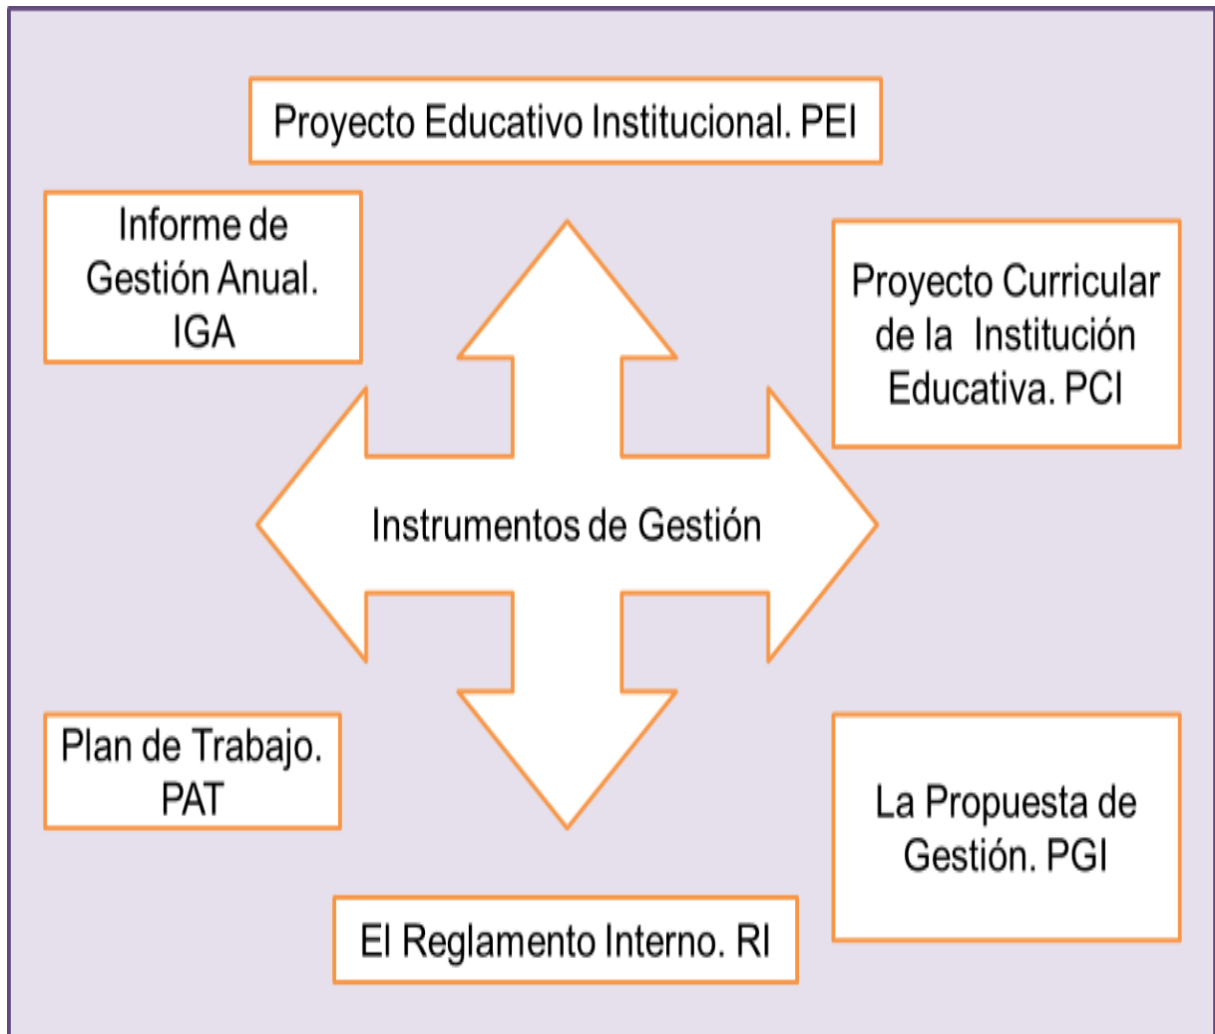 Proyecto Educativo Institucional. PEI
Informe de
Gestión Anual.
IGA
Proyecto Curricular
de la Institución
Educativa. PCI
Instrumentos de Gestión
Plan de Trabajo.
PAT
La Propuesta de
Gestión. PGI
El Reglamento Interno. RI